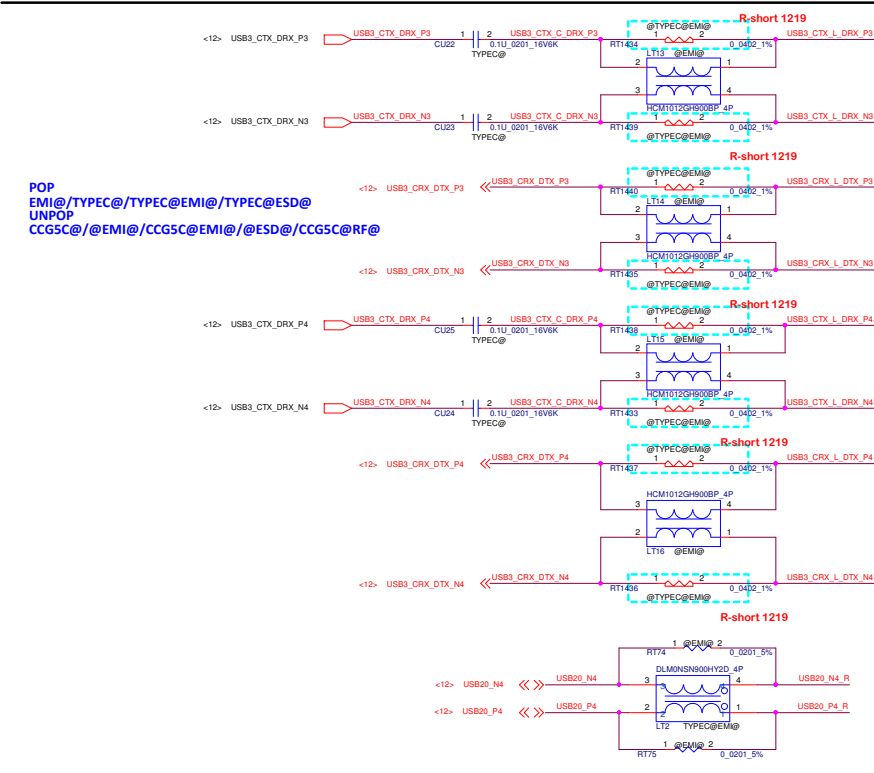 R-short 1219
@TYPEC@EMI@
<12> USB3_CTX_DRX_P3 USB3_CTX_DRX_P3 1 2 USB3_CTX_C_DRX_P3 1 2 USB3_CTX_L_DRX_P3
CU22 0.1U_0201_16V6K RT1434 0_0402_1%
TYPEC@ LT13 @EMI@
2 1
3 4
HCM1012GH900BP_4P
<12> USB3_CTX_DRX_N3 USB3_CTX_DRX_N3 1 2 USB3_CTX_C_DRX_N3 1 2 USB3_CTX_L_DRX_N3
CU23 0.1U_0201_16V6K RT1439 0_0402_1%
TYPEC@ @TYPEC@EMI@
R-short 1219
@TYPEC@EMI@
<12> USB3_CRX_DTX_P3 USB3_CRX_DTX_P3 1 2 USB3_CRX_L_DTX_P3
RT1440 0_0402_1%
POP
EMI@/TYPEC@/TYPEC@EMI@/TYPEC@ESD@
UNPOP
CCG5C@/@EMI@/CCG5C@EMI@/@ESD@/CCG5C@RF@
LT14 @EMI@
2 1
3 4
HCM1012GH900BP_4P
<12> USB3_CRX_DTX_N3 USB3_CRX_DTX_N3 1 2 USB3_CRX_L_DTX_N3
RT1435 0_0402_1%
@TYPEC@EMI@
R-short 1219
@TYPEC@EMI@
<12> USB3_CTX_DRX_P4 USB3_CTX_DRX_P4 1 2 USB3_CTX_C_DRX_P4 1 2 USB3_CTX_L_DRX_P4
CU25 0.1U_0201_16V6K RT1438 0_0402_1%
TYPEC@ LT15 @EMI@
2 1
3 4
HCM1012GH900BP_4P
<12> USB3_CTX_DRX_N4 USB3_CTX_DRX_N4 1 2 USB3_CTX_C_DRX_N4 1 2 USB3_CTX_L_DRX_N4
CU24 0.1U_0201_16V6K RT1433 0_0402_1%
TYPEC@ @TYPEC@EMI@
R-short 1219
@TYPEC@EMI@
<12> USB3_CRX_DTX_P4 USB3_CRX_DTX_P4 1 2 USB3_CRX_L_DTX_P4
RT1437 0_0402_1%
HCM1012GH900BP_4P
3 4
2 1
LT16 @EMI@
<12> USB3_CRX_DTX_N4 USB3_CRX_DTX_N4 1 2 USB3_CRX_L_DTX_N4
RT1436 0_0402_1%
@TYPEC@EMI@
R-short 1219
1 @EMI@ 2
RT74 0_0201_5%
DLM0NSN900HY2D_4P
<12> USB20_N4 USB20_N4 3 3 4 4 USB20_N4_R
<12> USB20_P4 USB20_P4 2 2 1 1 USB20_P4_R
LT2 TYPEC@EMI@
1 @EMI@ 2
RT75 0_0201_5%